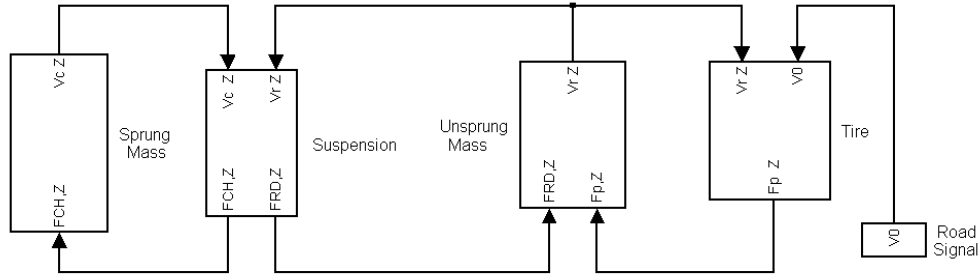 Vc Z
FCH,Z
Sprung
Mass
Vc Z
Vr Z
FCH,Z
FRD,Z
Suspension
Unsprung
Mass
Vr Z
FRD,Z
Fp,Z
Vr Z
V0
Fp Z
Tire
V0
Road
Signal